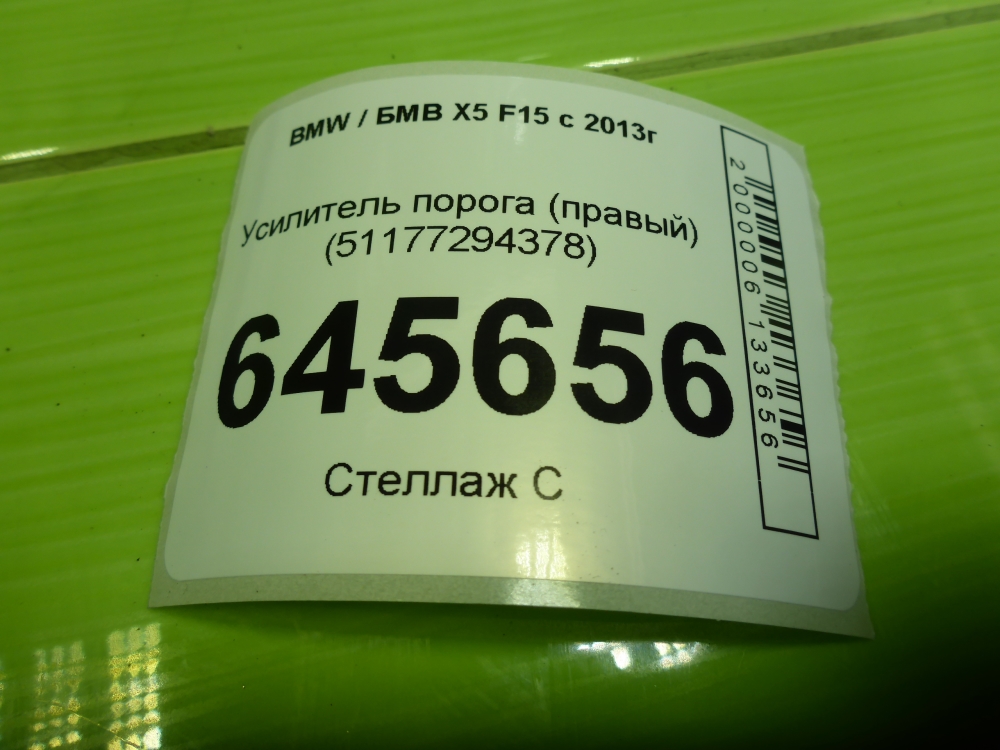 BMW / БМВ X5 F15 с 2013г
Усилитель порога (правый)
(51177294378)
645656
Стеллаж С
2000006133656